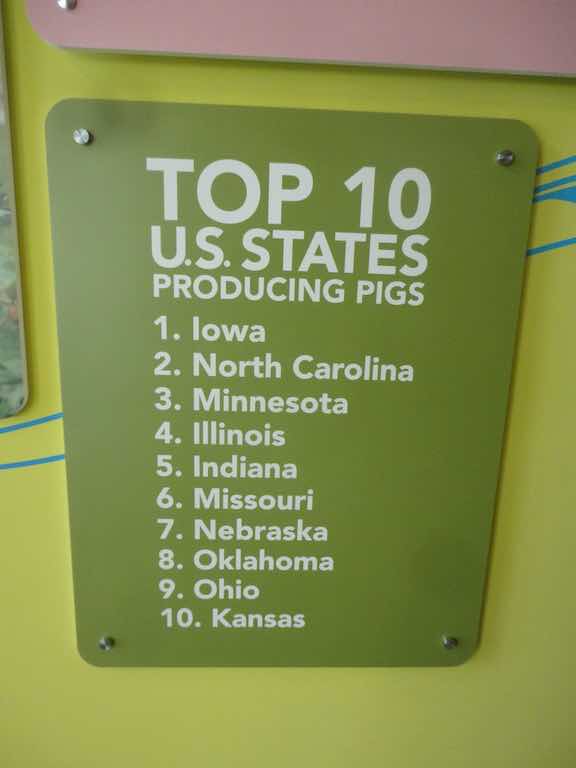 TOP 10
U.S. STATES
PRODUCING PIGS
1. Iowa
2. North Carolina
3. Minnesota
4. Illinois
5. Indiana
6. Missouri
7. Nebraska
8. Oklahoma
9. Ohio
10. Kansas